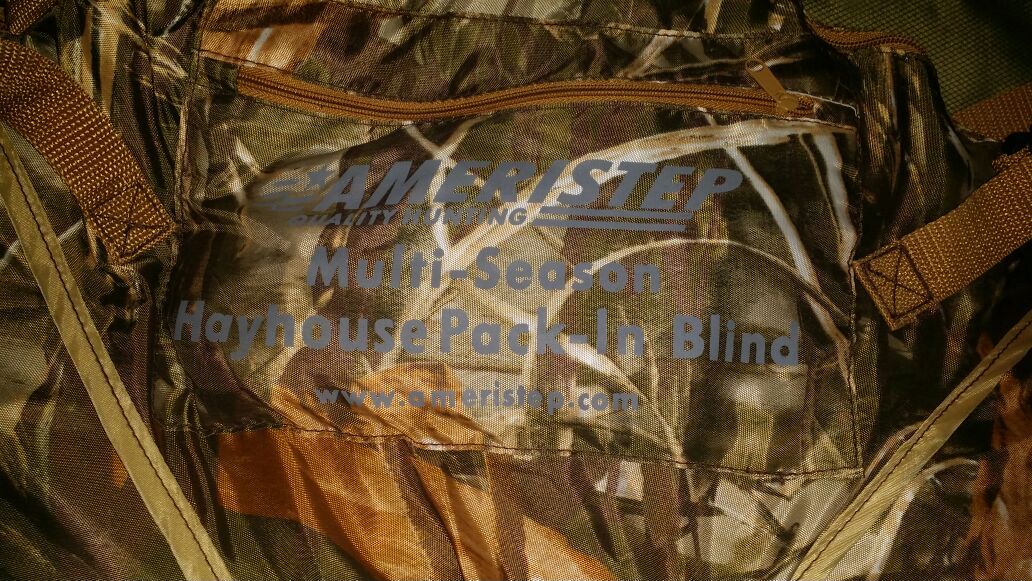 AMERISTEP
QUALITY HUNTING
Multi-Season
Hayhouse Pack-In Blind
www.ameristep.com